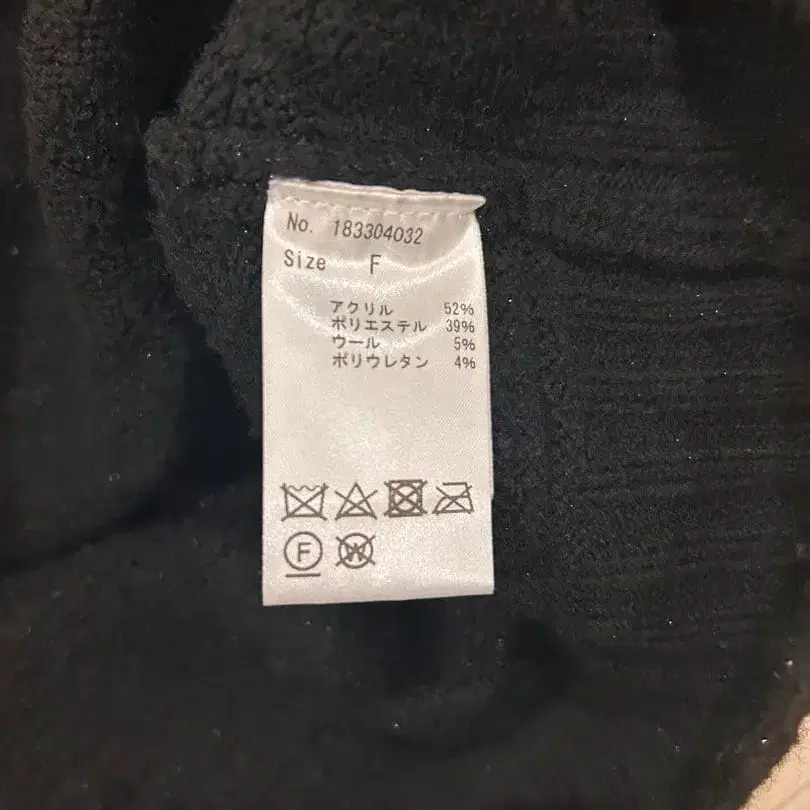 No. 183304032
Size F
アクリル 52%
ポリエステル 39%
ウール 5%
ポリウレタン 4%
F W